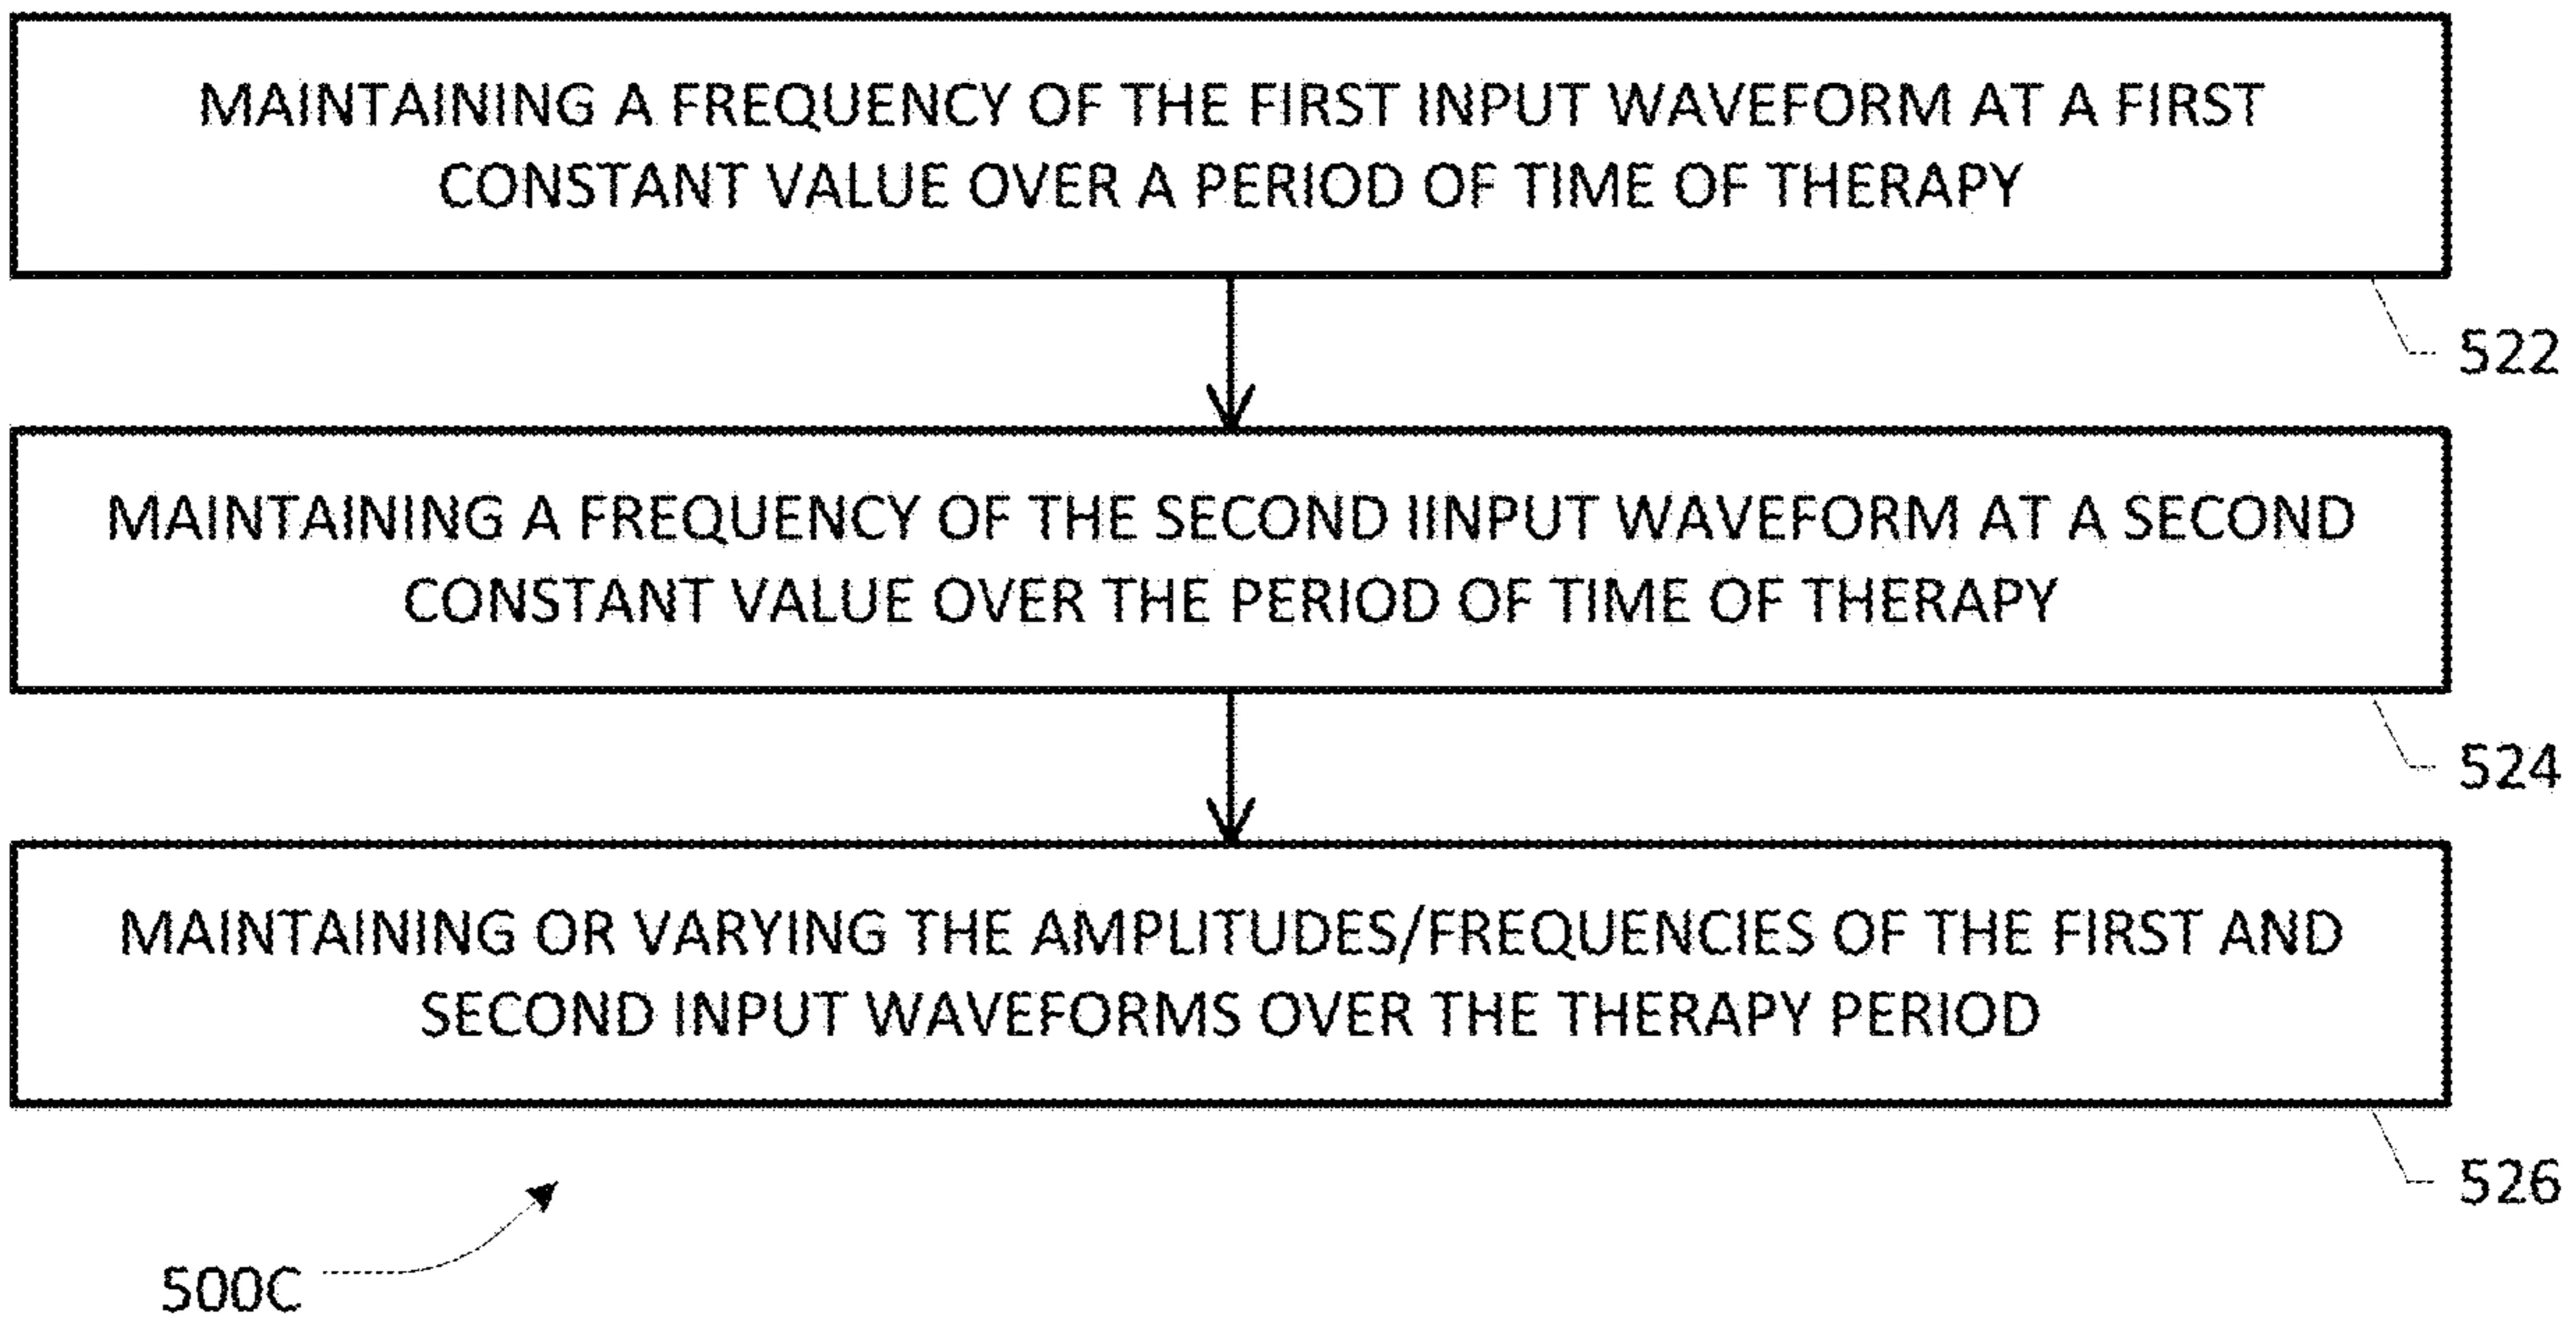 MAINTAINING A FREQUENCY OF THE FIRST INPUT WAVEFORM AT A FIRST
CONSTANT VALUE OVER A PERIOD OF TIME OF THERAPY
522
MAINTAINING A FREQUENCY OF THE SECOND IINPUT WAVEFORM AT A SECOND
CONSTANT VALUE OVER THE PERIOD OF TIME OF THERAPY
524
MAINTAINING OR VARYING THE AMPLITUDES/FREQUENCIES OF THE FIRST AND
SECOND INPUT WAVEFORMS OVER THE THERAPY PERIOD
526
500C